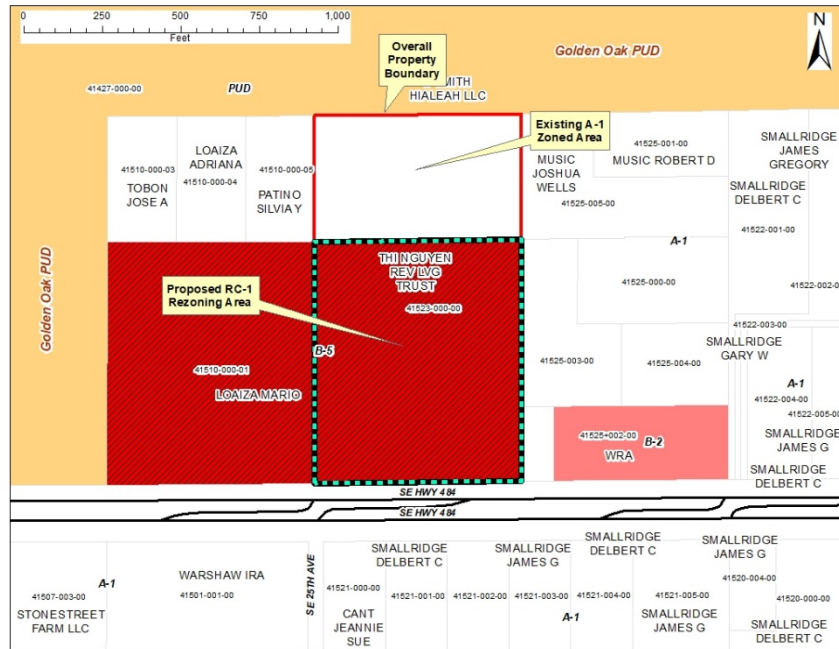 0 250 500 750 1,000
Feet
N
Overall
Property
Boundary
Golden Oak PUD
41427-000-00
PUD
MITH
HIALEAH LLC
Existing A-1
Zoned Area
LOAIZA
ADRIANA
41510-000-03
41510-000-04
41510-000-05
TOBON
JOSE A
PATINO
SILVIA Y
MUSIC
JOSHUA
WELLS
41525-001-00
MUSIC ROBERT D
41525-005-00
SMALLRIDGE
JAMES
GREGORY
SMALLRIDGE
DELBERT C
41522-001-00
A-1
Golden Oak PUD
THI NGUYEN
REV LVG
TRUST
41523-000-00
Proposed RC-1
Rezoning Area
41525-000-00
41522-002-0
41522-003-00
SMALLRIDGE
GARY W
B-5
41510-000-01
LOAIZA MARIO
41525-003-00
41525-004-00
A-1
41522-004-00
41522-005-00
41525+002-00
B-2
WRA
SMALLRIDGE
JAMES G
SMALLRIDGE
DELBERT C
SE HWY 484
SE HWY 484
SE 25TH AVE
A-1
41507-003-00
STONESTREET
FARM LLC
WARSHAW IRA
41501-001-00
41521-000-00
CANT
JEANNIE
SUE
SMALLRIDGE
DELBERT C
41521-001-00
41521-002-00
SMALLRIDGE
JAMES G
41521-003-00
A-1
SMALLRIDGE
DELBERT C
41521-004-00
41521-005-00
SMALLRIDGE
JAMES G
SMALLRIDGE
JAMES G
41520-004-00
41520-000-00
SMALLRIDGE
DELBERT C